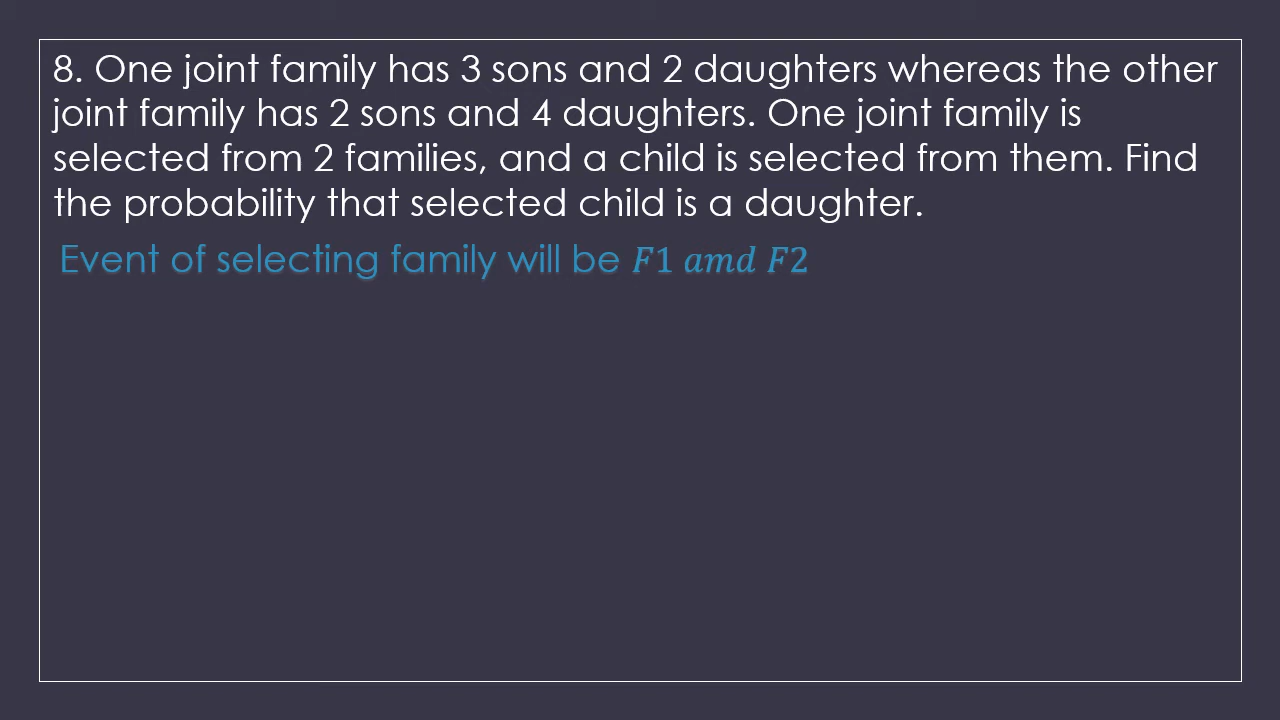 8. One joint family has 3 sons and 2 daughters whereas the other
joint family has 2 sons and 4 daughters. One joint family is
selected from 2 families, and a child is selected from them. Find
the probability that selected child is a daughter.
Event of selecting family will be F1 amd F2